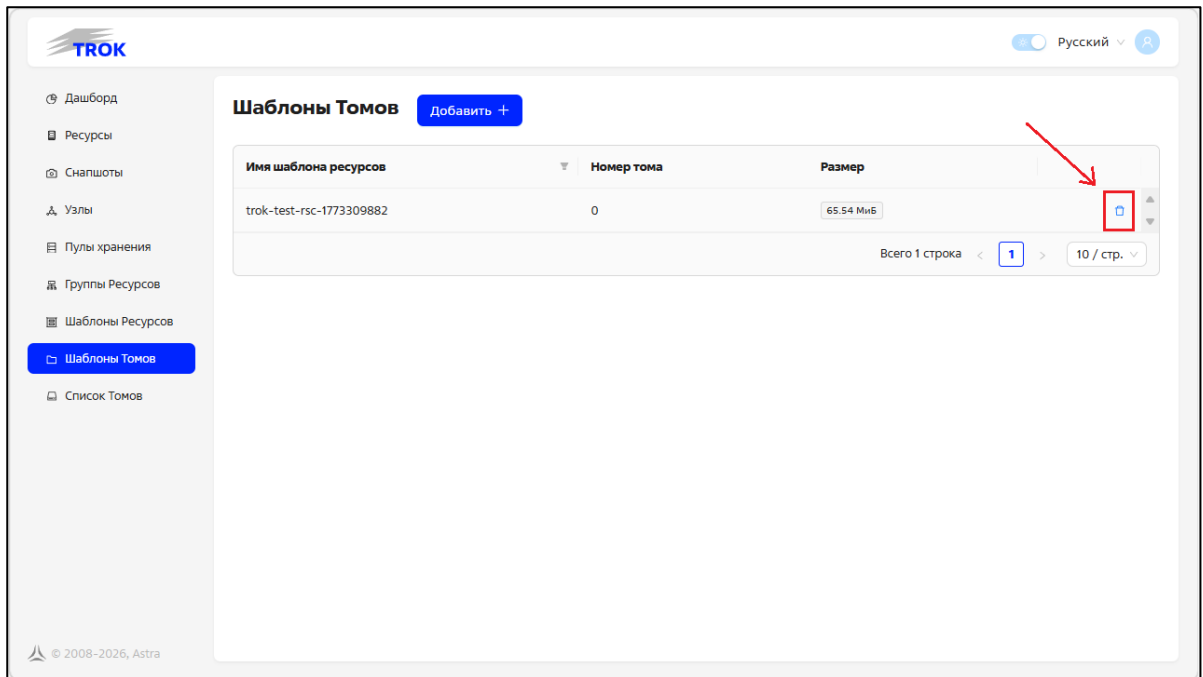 TROK
Русский
Дашборд
Ресурсы
Снапшоты
Узлы
Пулы хранения
Группы Ресурсов
Шаблоны Ресурсов
Шаблоны Томов
Список Томов
Шаблоны Томов
Добавить +
Имя шаблона ресурсов Номер тома Размер
trok-test-rsc-1773309882 0 65.54 МиБ
Всего 1 строка < 1 > 10 / стр.
© 2008-2026, Astra